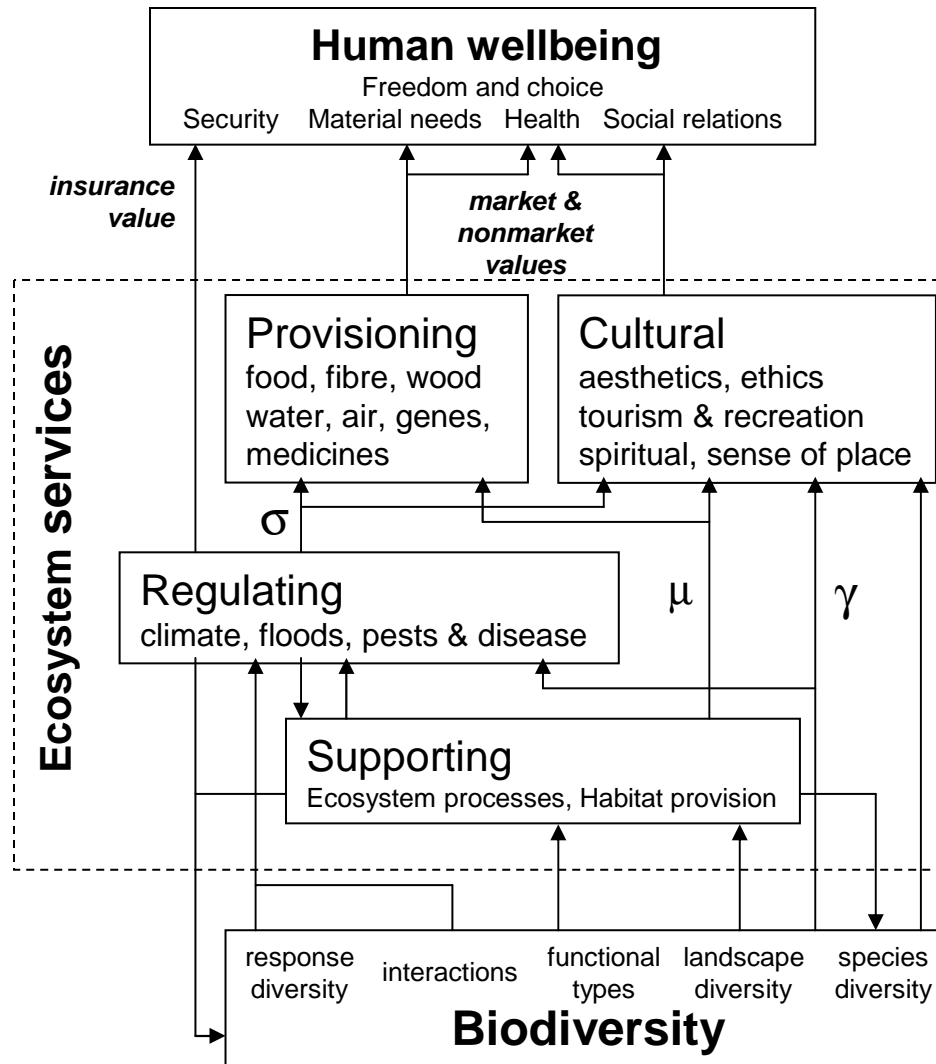 Human wellbeing
Freedom and choice
Security Material needs Health Social relations
insurance
value
market &
nonmarket
values
Ecosystem services
Provisioning
food, fibre, wood
water, air, genes,
medicines
Cultural
aesthetics, ethics
tourism & recreation
spiritual, sense of place
σ
μ
γ
Regulating
climate, floods, pests & disease
Supporting
Ecosystem processes, Habitat provision
response
diversity
interactions
functional
types
landscape
diversity
species
diversity
Biodiversity